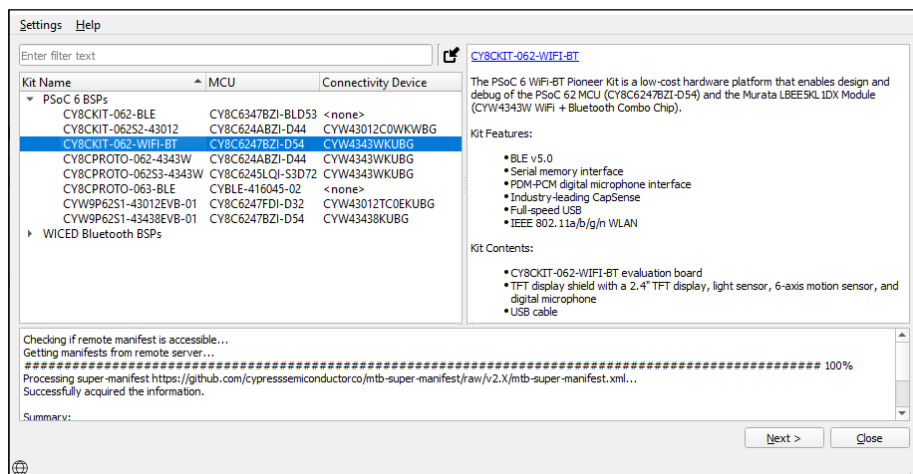 Settings Help
Enter filter text
Kit Name MCU Connectivity Device
PSoC 6 BSPs
CY8CKIT-062-BLE CY8C6347BZI-BLD53 <none>
CY8CKIT-062S2-43012 CY8C624ABZI-D44 CYW43012C0WKWBG
CY8CKIT-062-WIFI-BT CY8C6247BZI-D54 CYW4343WKUBG
CY8CPROTO-062-4343W CY8C624ABZI-D44 CYW4343WKUBG
CY8CPROTO-062S3-4343W CY8C6245LQI-S3D72 CYW4343WKUBG
CY8CPROTO-063-BLE CYBLE-416045-02 <none>
CYW9P62S1-43012EVB-01 CY8C6247FDI-D32 CYW43012TC0EKUBG
CYW9P62S1-43438EVB-01 CY8C6247BZI-D54 CYW43438KUBG
WICED Bluetooth BSPs
CY8CKIT-062-WIFI-BT
The PSoC 6 WiFi-BT Pioneer Kit is a low-cost hardware platform that enables design and
debug of the PSoC 62 MCU (CY8C6247BZI-D54) and the Murata LBEE5KL1DX Module
(CYW4343W WiFi + Bluetooth Combo Chip).
Kit Features:
•BLE v5.0
•Serial memory interface
•PDM-PCM digital microphone interface
•Industry-leading CapSense
•Full-speed USB
•IEEE 802.11a/b/g/n WLAN
Kit Contents:
•CY8CKIT-062-WIFI-BT evaluation board
•TFT display shield with a 2.4" TFT display, light sensor, 6-axis motion sensor, and
digital microphone
•USB cable
Checking if remote manifest is accessible...
Getting manifests from remote server...
#################################################################################################### 100%
Processing super-manifest https://github.com/cypresssemiconductorco/mtb-super-manifest/raw/v2.X/mtb-super-manifest.xml...
Successfully acquired the information.
Summary:
Next > Close